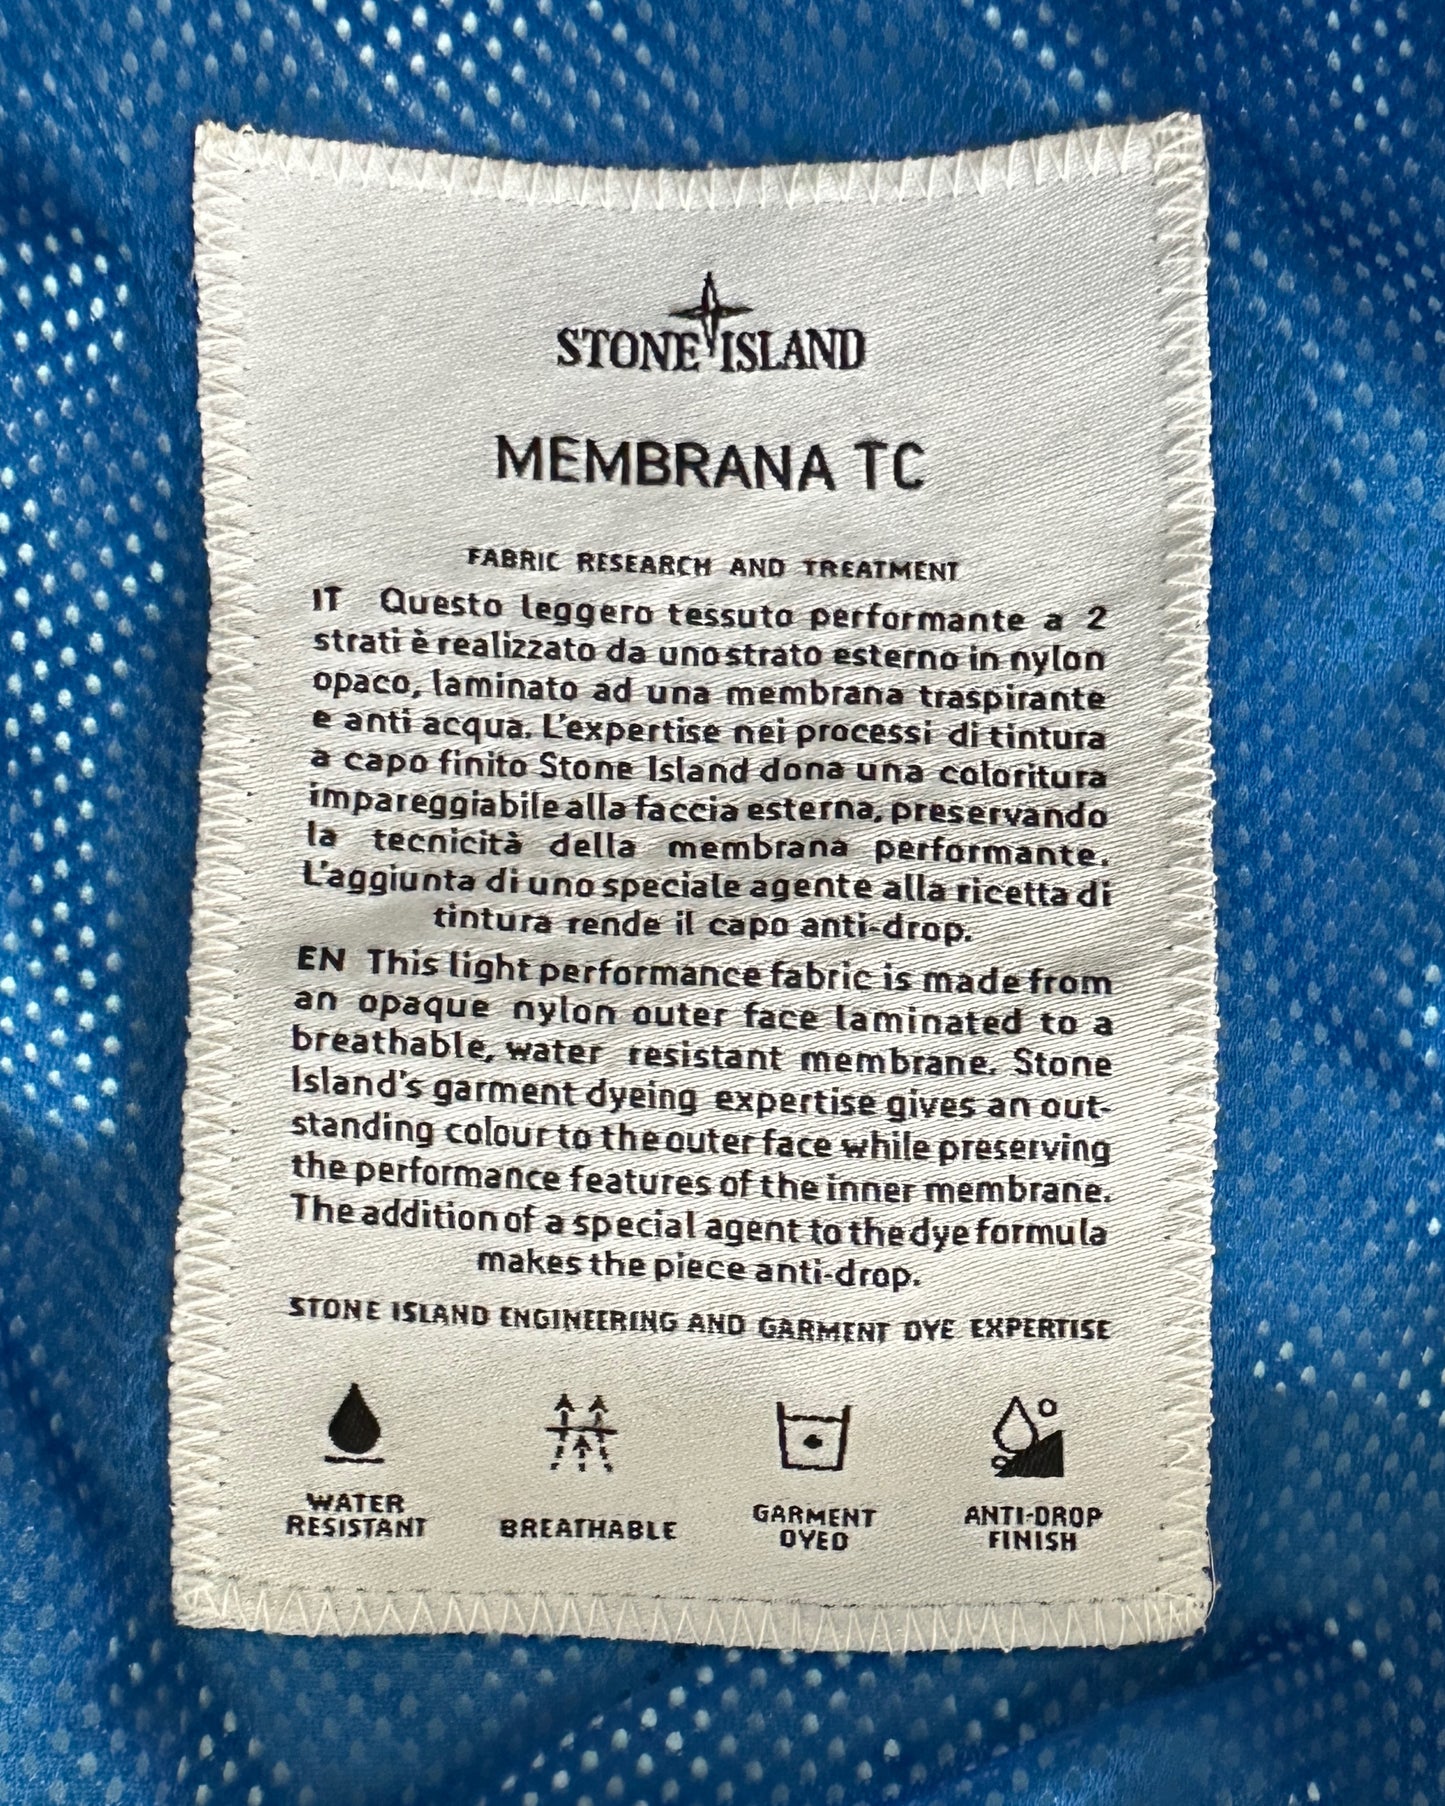 STONE ISLAND
MEMBRANA TC
FABRIC RESEARCH AND TREATMENT
IT Questo leggero tessuto performante a 2
strati è realizzato da uno strato esterno in nylon
opaco, laminato ad una membrana traspirante
e anti acqua. L'expertise nei processi di tintura
a capo finito Stone Island dona una coloritura
impareggiabile alla faccia esterna, preservando
la tecnicità della membrana performante.
L'aggiunta di uno speciale agente alla ricetta di
tintura rende il capo anti-drop.
EN This light performance fabric is made from
an opaque nylon outer face laminated to a
breathable, water resistant membrane. Stone
Island's garment dyeing expertise gives an out-
standing colour to the outer face while preserving
the performance features of the inner membrane.
The addition of a special agent to the dye formula
makes the piece anti-drop.
STONE ISLAND ENGINEERING AND GARMENT DYE EXPERTISE
WATER
RESISTANT
BREATHABLE
GARMENT
DYED
ANTI-DROP
FINISH